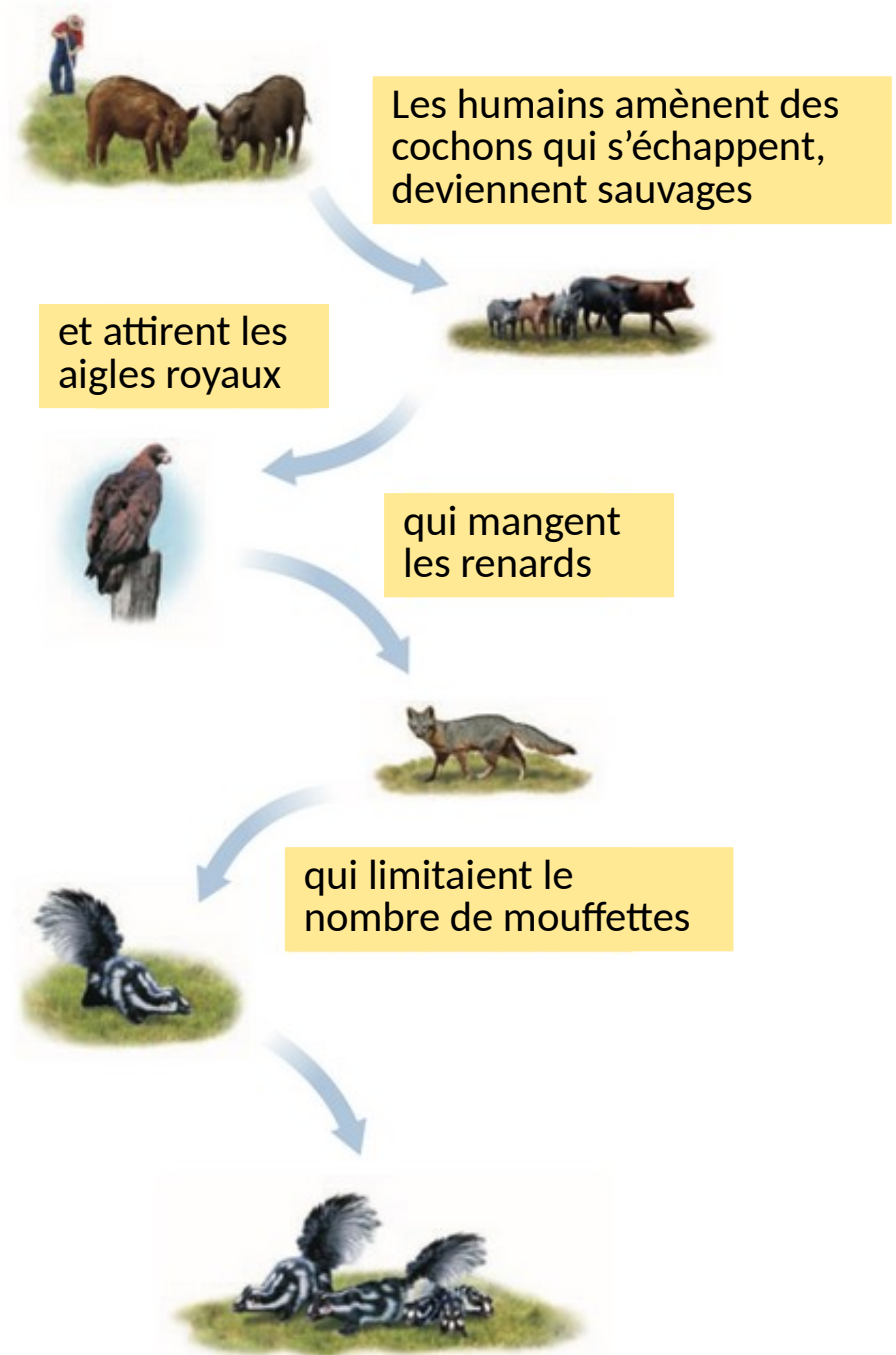 Les humains amènent des
cochons qui s’échappent,
deviennent sauvages
et attirent les
aigles royaux
qui mangent
les renards
qui limitaient le
nombre de mouffettes